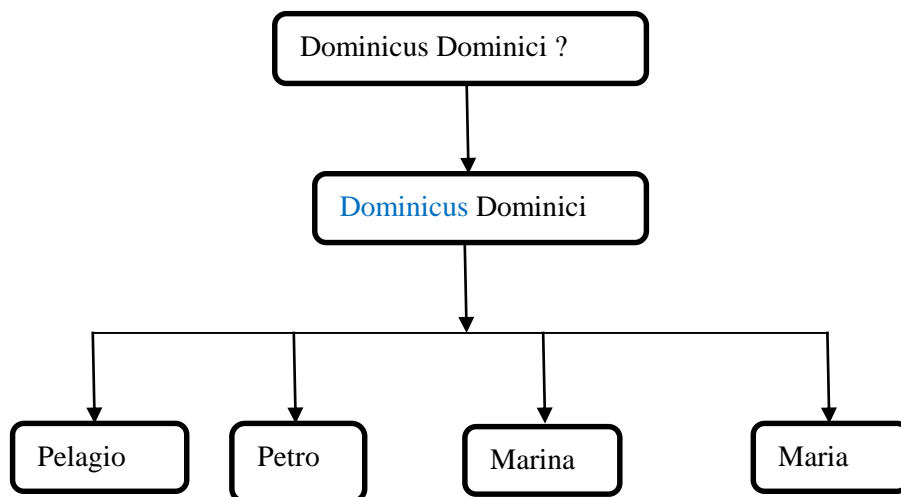 Dominicus Dominici ?
Dominicus Dominici
Pelagio
Petro
Marina
Maria